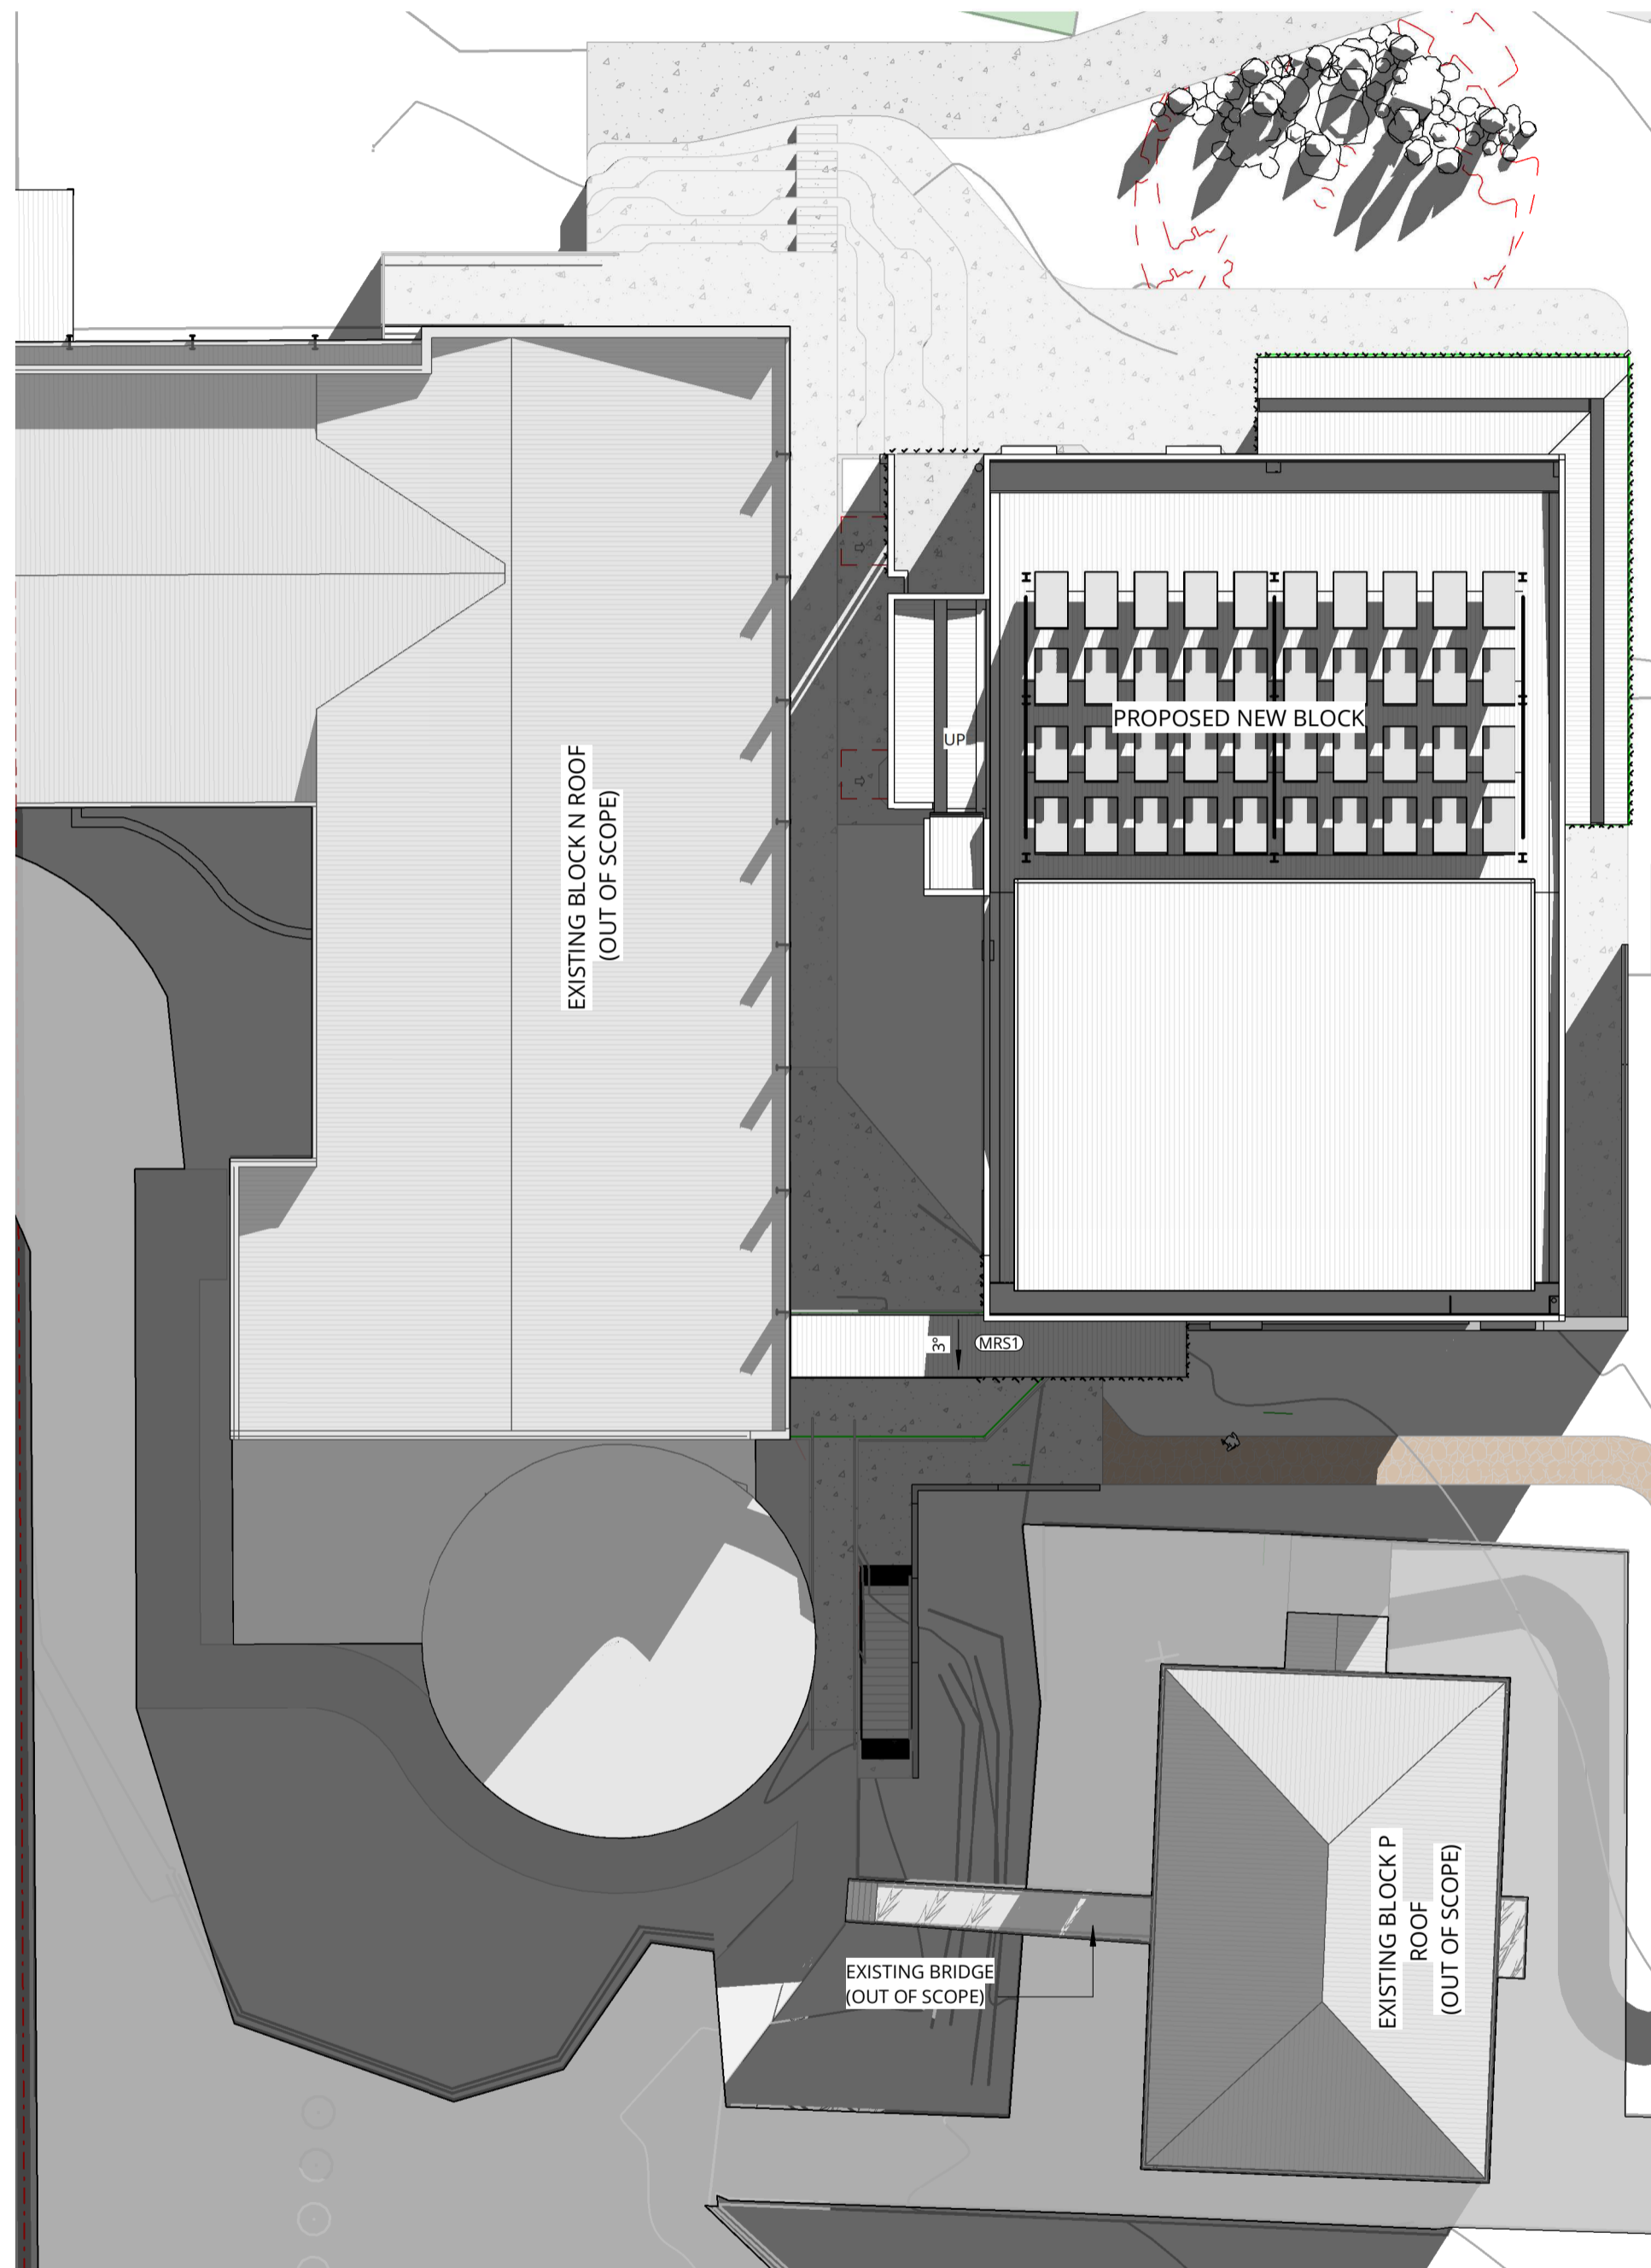 PROPOSED NEW BLOCK
UP
EXISTING BLOCK N ROOF
(OUT OF SCOPE)
3°
MRS1
EXISTING BRIDGE
(OUT OF SCOPE)
EXISTING BLOCK P
ROOF
(OUT OF SCOPE)